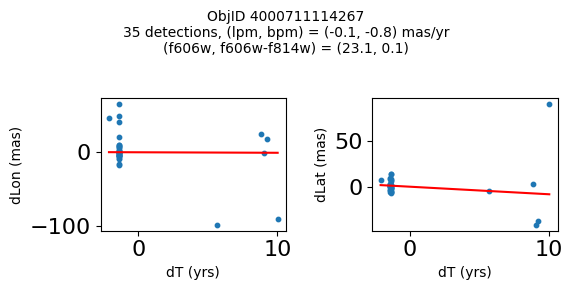 ObjID 4000711114267
35 detections, (lpm, bpm) = (-0.1, -0.8) mas/yr
(f606w, f606w-f814w) = (23.1, 0.1)
dLon (mas)
0
−100
0
10
dT (yrs)
dLat (mas)
50
0
0
10
dT (yrs)